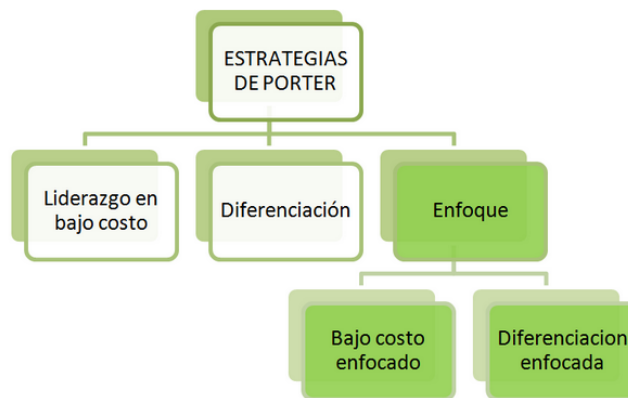 ESTRATEGIAS
DE PORTER
Liderazgo en
bajo costo
Diferenciación
Enfoque
Bajo costo
enfocado
Diferenciacion
enfocada